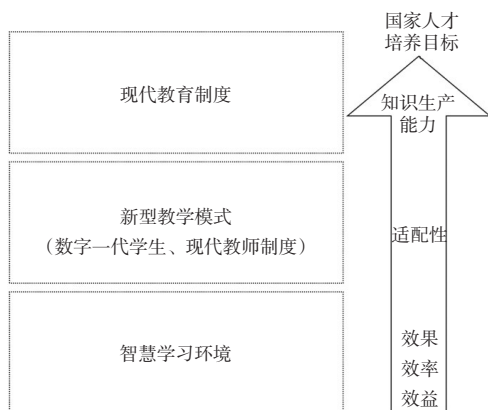 国家人才
培养目标
现代教育制度
知识生产
能力
新型教学模式
（数字一代学生、现代教师制度）
适配性
智慧学习环境
效果
效率
效益